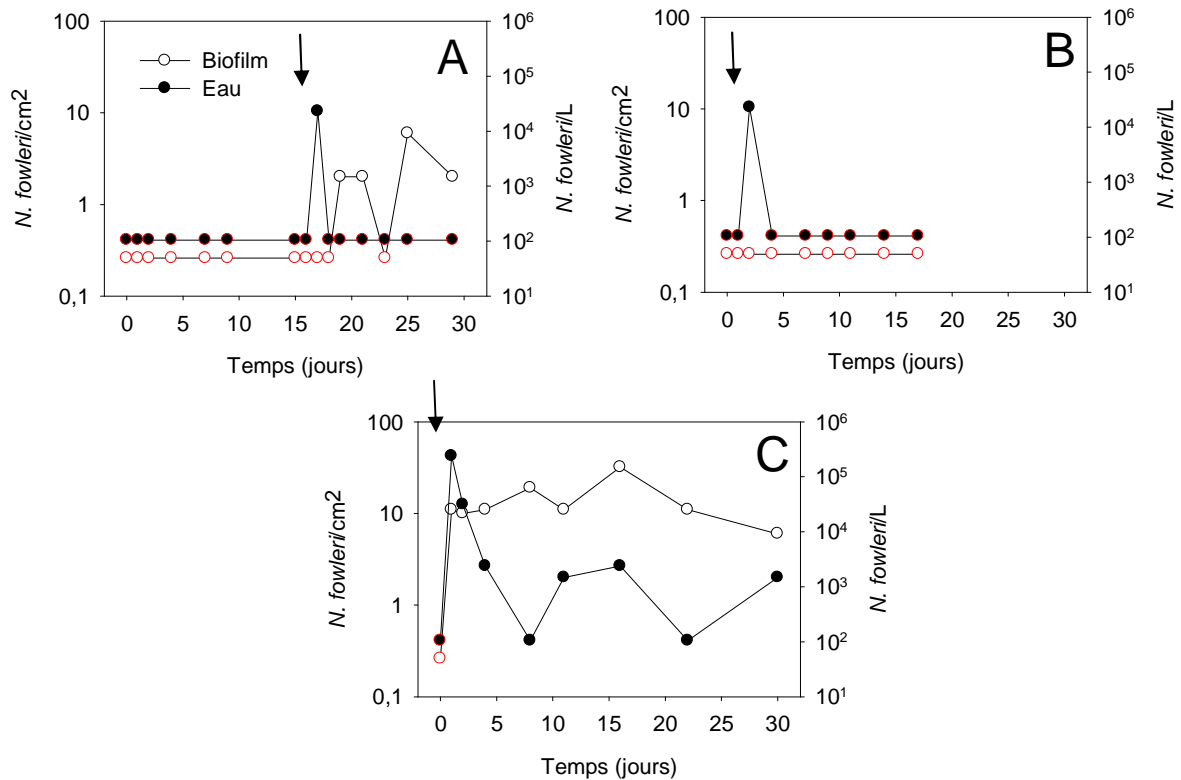 A
100
10
1
0,1
N. fowleri/cm2
Biofilm
Eau
10⁶
10⁵
10⁴
10³
10²
10¹
N. fowleri/L
0 5 10 15 20 25 30
Temps (jours)
B
100
10
1
0,1
N. fowleri/cm2
10⁶
10⁵
10⁴
10³
10²
10¹
N. fowleri/L
0 5 10 15 20 25 30
Temps (jours)
C
100
10
1
0,1
N. fowleri/cm2
10⁶
10⁵
10⁴
10³
10²
10¹
N. fowleri/L
0 5 10 15 20 25 30
Temps (jours)